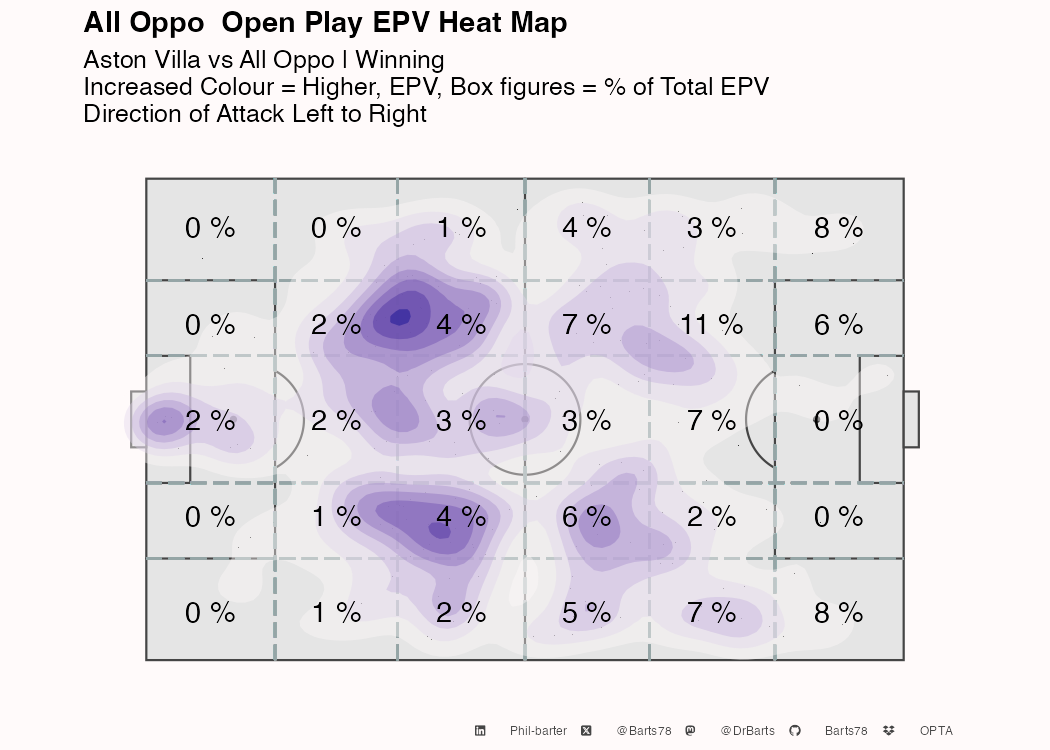 All Oppo  Open Play EPV Heat Map
Aston Villa vs All Oppo | Winning
Increased Colour = Higher, EPV, Box figures = % of Total EPV
Direction of Attack Left to Right
0 % 0 % 1 % 4 % 3 % 8 %
0 % 2 % 4 % 7 % 11 % 6 %
2 % 2 % 3 % 3 % 7 % 0 %
0 % 1 % 4 % 6 % 2 % 0 %
0 % 1 % 2 % 5 % 7 % 8 %
Phil-barter @Barts78 @DrBarts Barts78 OPTA